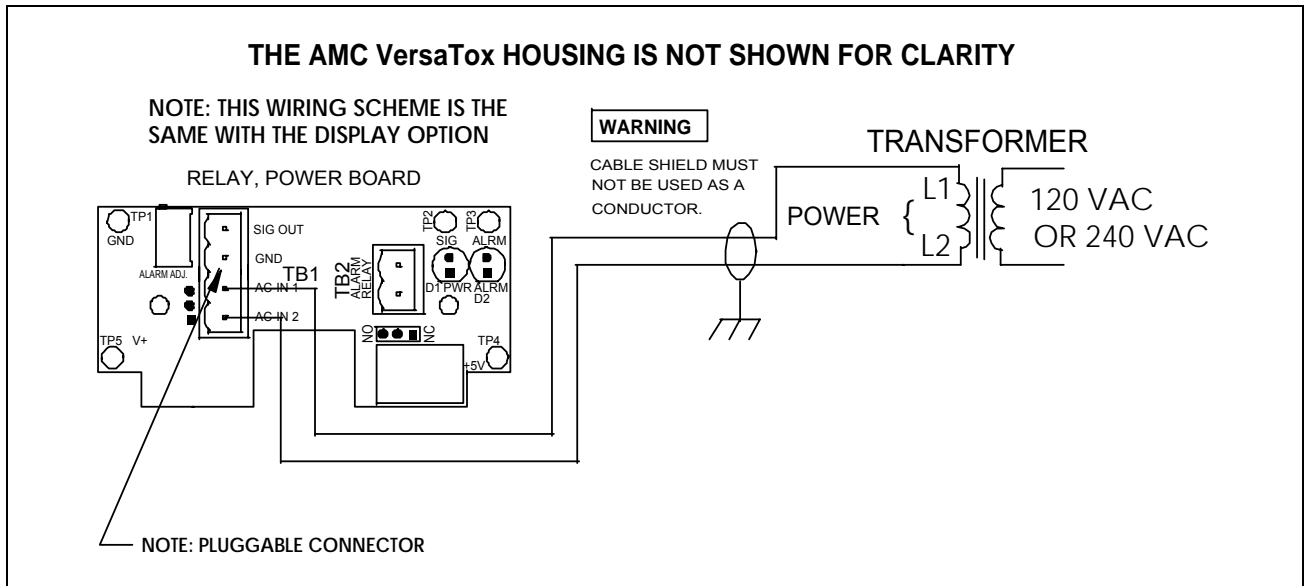 THE AMC VersaTox HOUSING IS NOT SHOWN FOR CLARITY
NOTE: THIS WIRING SCHEME IS THE
SAME WITH THE DISPLAY OPTION
WARNING
CABLE SHIELD MUST
NOT BE USED AS A
CONDUCTOR.
TRANSFORMER
L1
L2
POWER {
120 VAC
OR 240 VAC
RELAY, POWER BOARD
TP1
GND
ALARM ADJ.
SIG OUT
GND
TB1
AC IN 1
AC IN 2
TB2
ALARM
RELAY
TP2
TP3
SIG
ALRM
D1 PWR
ALRM
D2
NO
NC
TP5
V+
TP4
+5V
NOTE: PLUGGABLE CONNECTOR